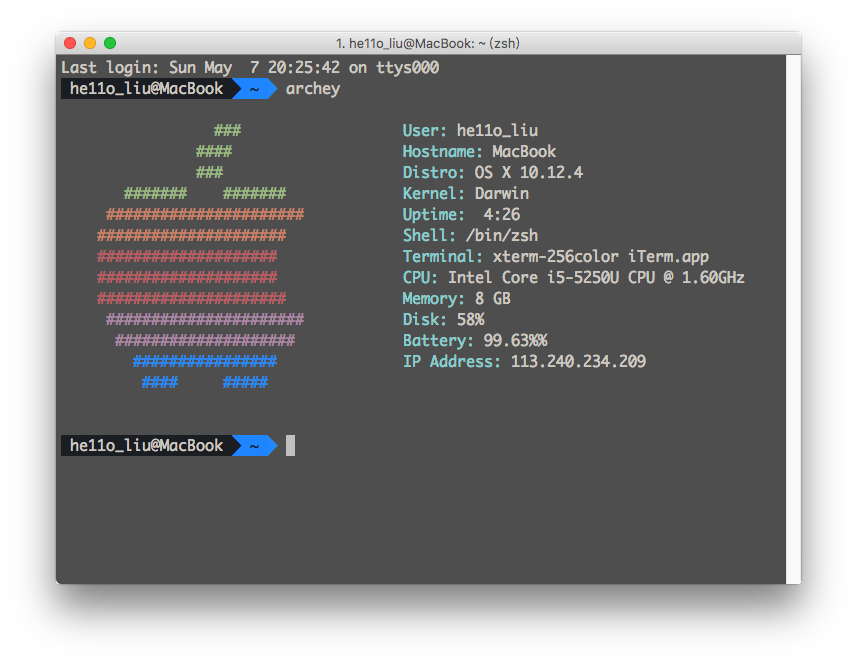 1. he11o_liu@MacBook: ~ (zsh)
Last login: Sun May  7 20:25:42 on ttys000
he11o_liu@MacBook ~ archey
###                   User: he11o_liu
####                    Hostname: MacBook
###                     Distro: OS X 10.12.4
#######    #######              Kernel: Darwin
######################            Uptime:  4:26
#####################              Shell: /bin/zsh
####################               Terminal: xterm-256color iTerm.app
####################               CPU: Intel Core i5-5250U CPU @ 1.60GHz
#####################              Memory: 8 GB
######################            Disk: 58%
####################             Battery: 99.63%%
################               IP Address: 113.240.234.209
####     #####
he11o_liu@MacBook ~